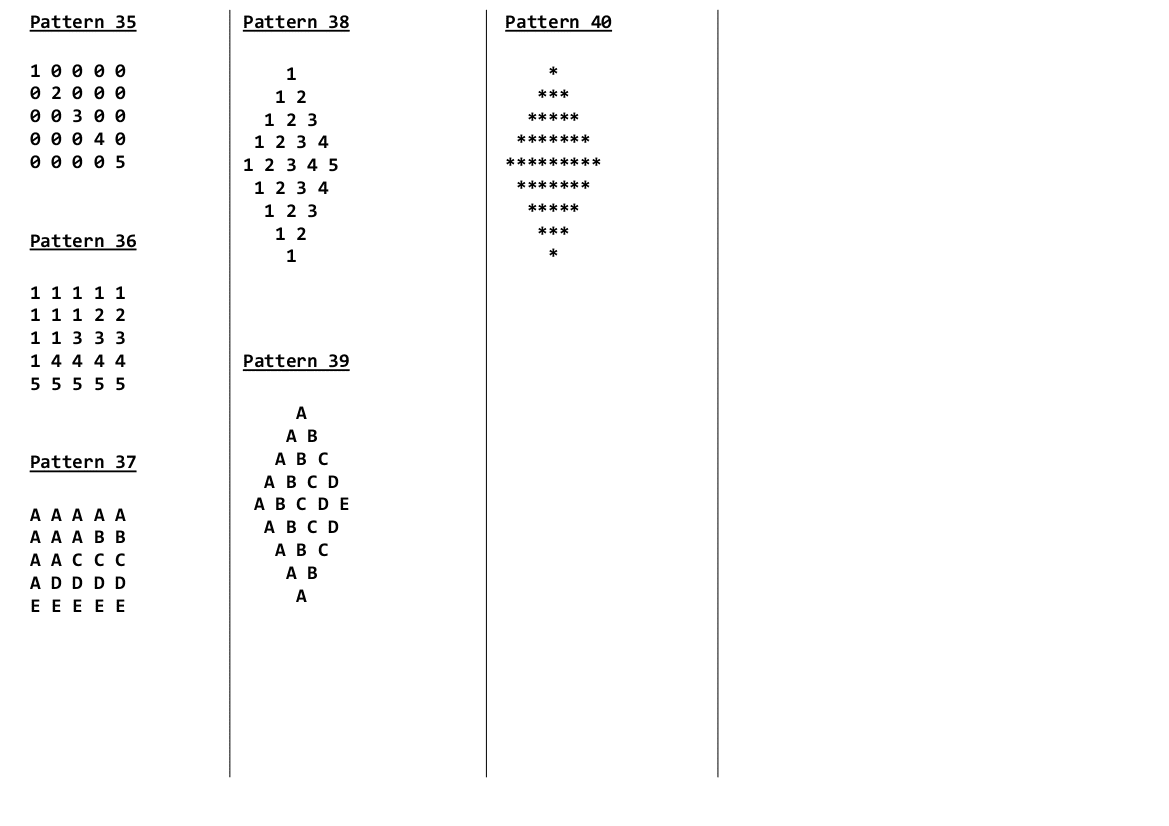 Pattern 35
1 0 0 0 0
0 2 0 0 0
0 0 3 0 0
0 0 0 4 0
0 0 0 0 5
Pattern 36
1 1 1 1 1
1 1 1 2 2
1 1 3 3 3
1 4 4 4 4
5 5 5 5 5
Pattern 37
A A A A A
A A A B B
A A C C C
A D D D D
E E E E E
Pattern 38
1
1 2
1 2 3
1 2 3 4
1 2 3 4 5
1 2 3 4
1 2 3
1 2
1
Pattern 39
A
A B
A B C
A B C D
A B C D E
A B C D
A B C
A B
A
Pattern 40
*
***
*****
*******
*********
*******
*****
***
*